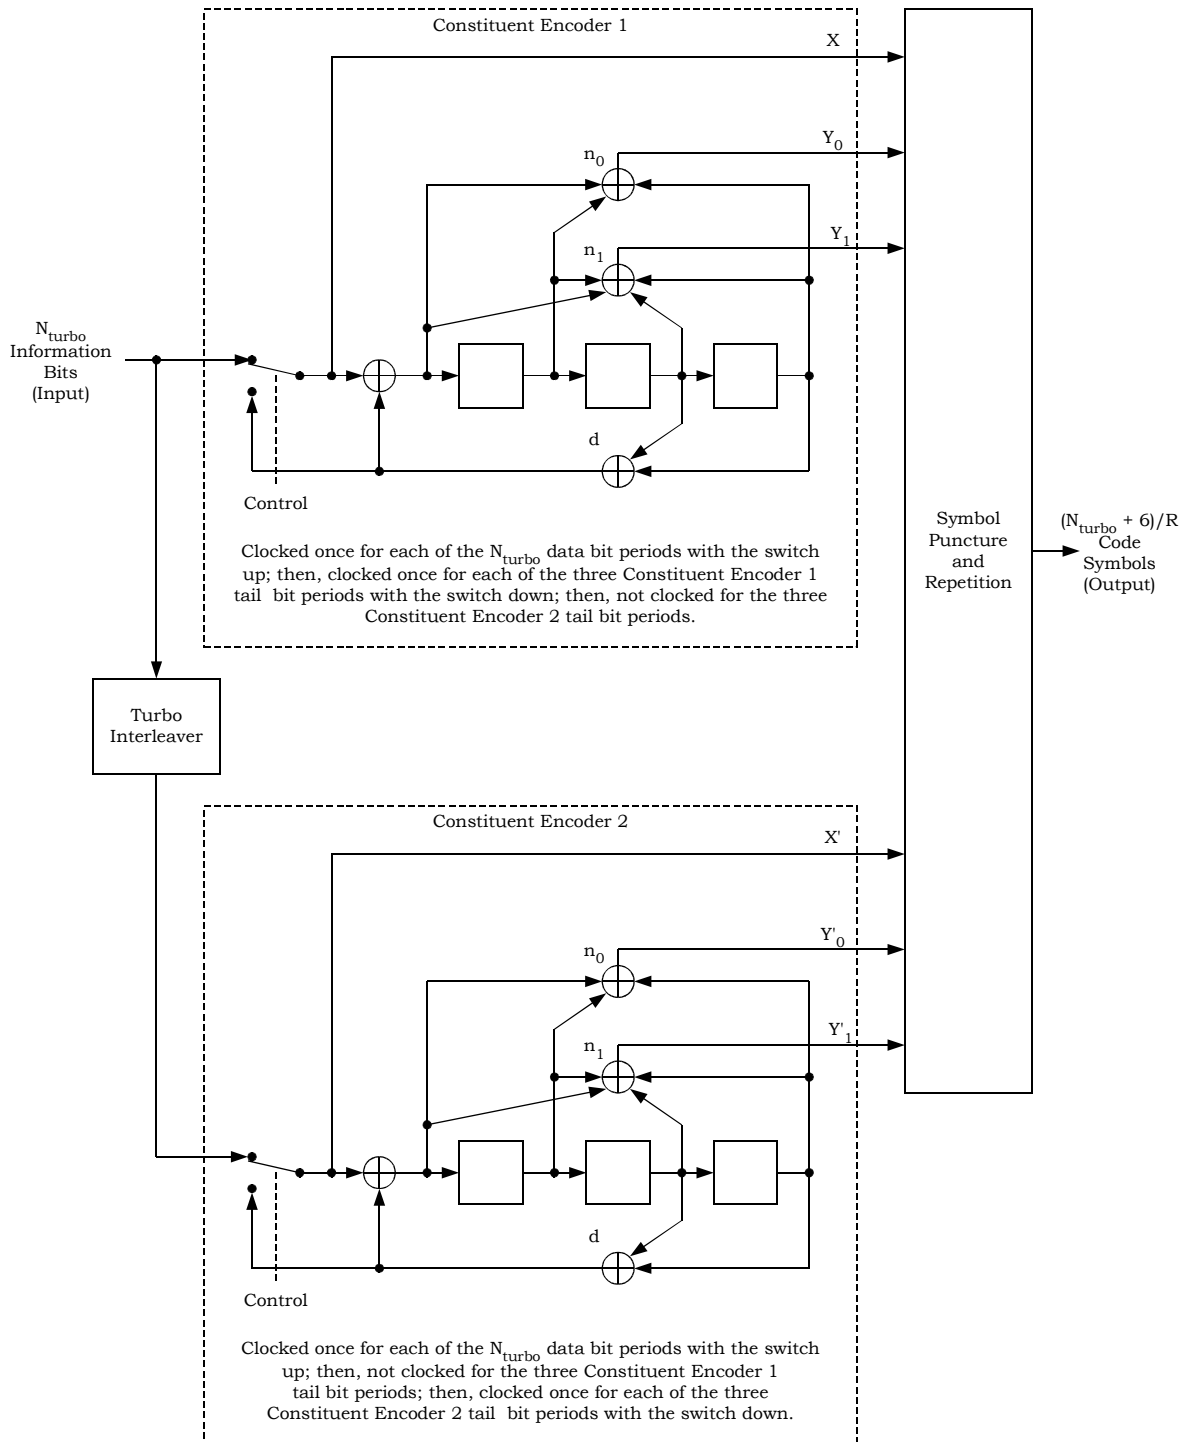 Constituent Encoder 1
X
n0
Y0
n1
Y1
Nturbo
Information
Bits
(Input)
d
Control
Clocked once for each of the Nturbo data bit periods with the switch
up; then, clocked once for each of the three Constituent Encoder 1
tail bit periods with the switch down; then, not clocked for the three
Constituent Encoder 2 tail bit periods.
Symbol
Puncture
and
Repetition
(Nturbo + 6)/R
Code
Symbols
(Output)
Turbo
Interleaver
Constituent Encoder 2
X'
n0
Y'0
n1
Y'1
d
Control
Clocked once for each of the Nturbo data bit periods with the switch
up; then, not clocked for the three Constituent Encoder 1
tail bit periods; then, clocked once for each of the three
Constituent Encoder 2 tail bit periods with the switch down.